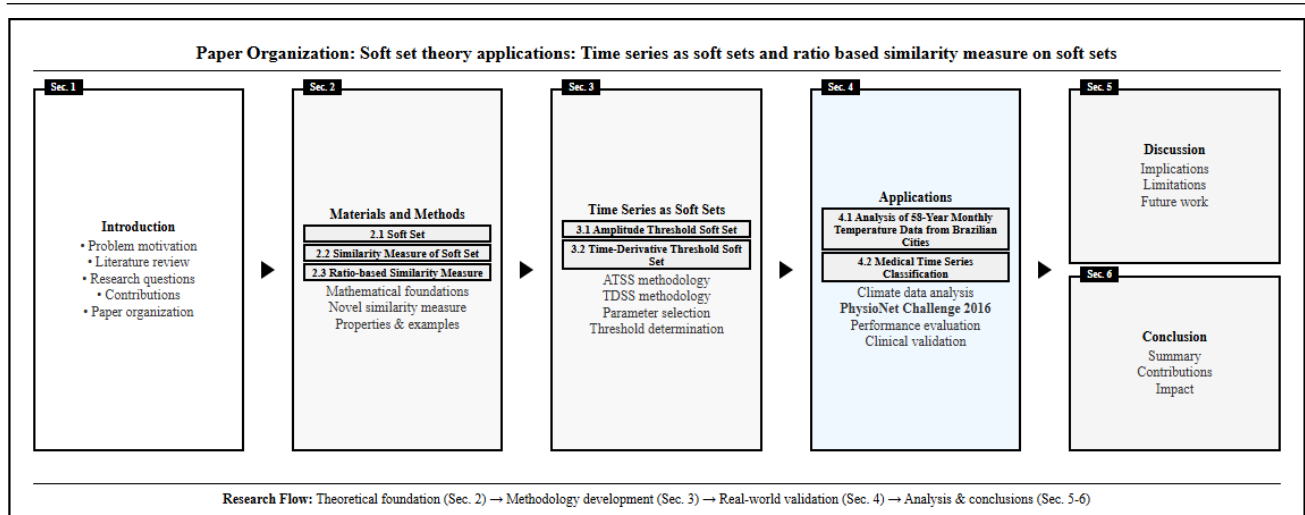 Paper Organization: Soft set theory applications: Time series as soft sets and ratio based similarity measure on soft sets
Sec. 1
Introduction
• Problem motivation
• Literature review
• Research questions
• Contributions
• Paper organization
Sec. 2
Materials and Methods
2.1 Soft Set
2.2 Similarity Measure of Soft Set
2.3 Ratio-based Similarity Measure
Mathematical foundations
Novel similarity measure
Properties & examples
Sec. 3
Time Series as Soft Sets
3.1 Amplitude Threshold Soft Set
3.2 Time-Derivative Threshold Soft
Set
ATSS methodology
TDSS methodology
Parameter selection
Threshold determination
Sec. 4
Applications
4.1 Analysis of 58-Year Monthly
Temperature Data from Brazilian
Cities
4.2 Medical Time Series
Classification
Climate data analysis
PhysioNet Challenge 2016
Performance evaluation
Clinical validation
Sec. 5
Discussion
Implications
Limitations
Future work
Sec. 6
Conclusion
Summary
Contributions
Impact
Research Flow: Theoretical foundation (Sec. 2) → Methodology development (Sec. 3) → Real-world validation (Sec. 4) → Analysis & conclusions (Sec. 5-6)